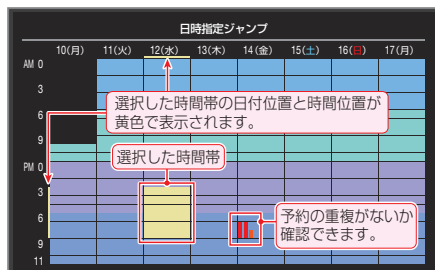 日時指定ジャンプ
10(月) 11(火) 12(水) 13(木) 14(金) 15(土) 16(日) 17(月)
AM 0
3
選択した時間帯の日付位置と時間位置が
6
黄色で表示されます。
9
選択した時間帯
PM 0
3
予約の重複がないか
6
確認できます。
9
11